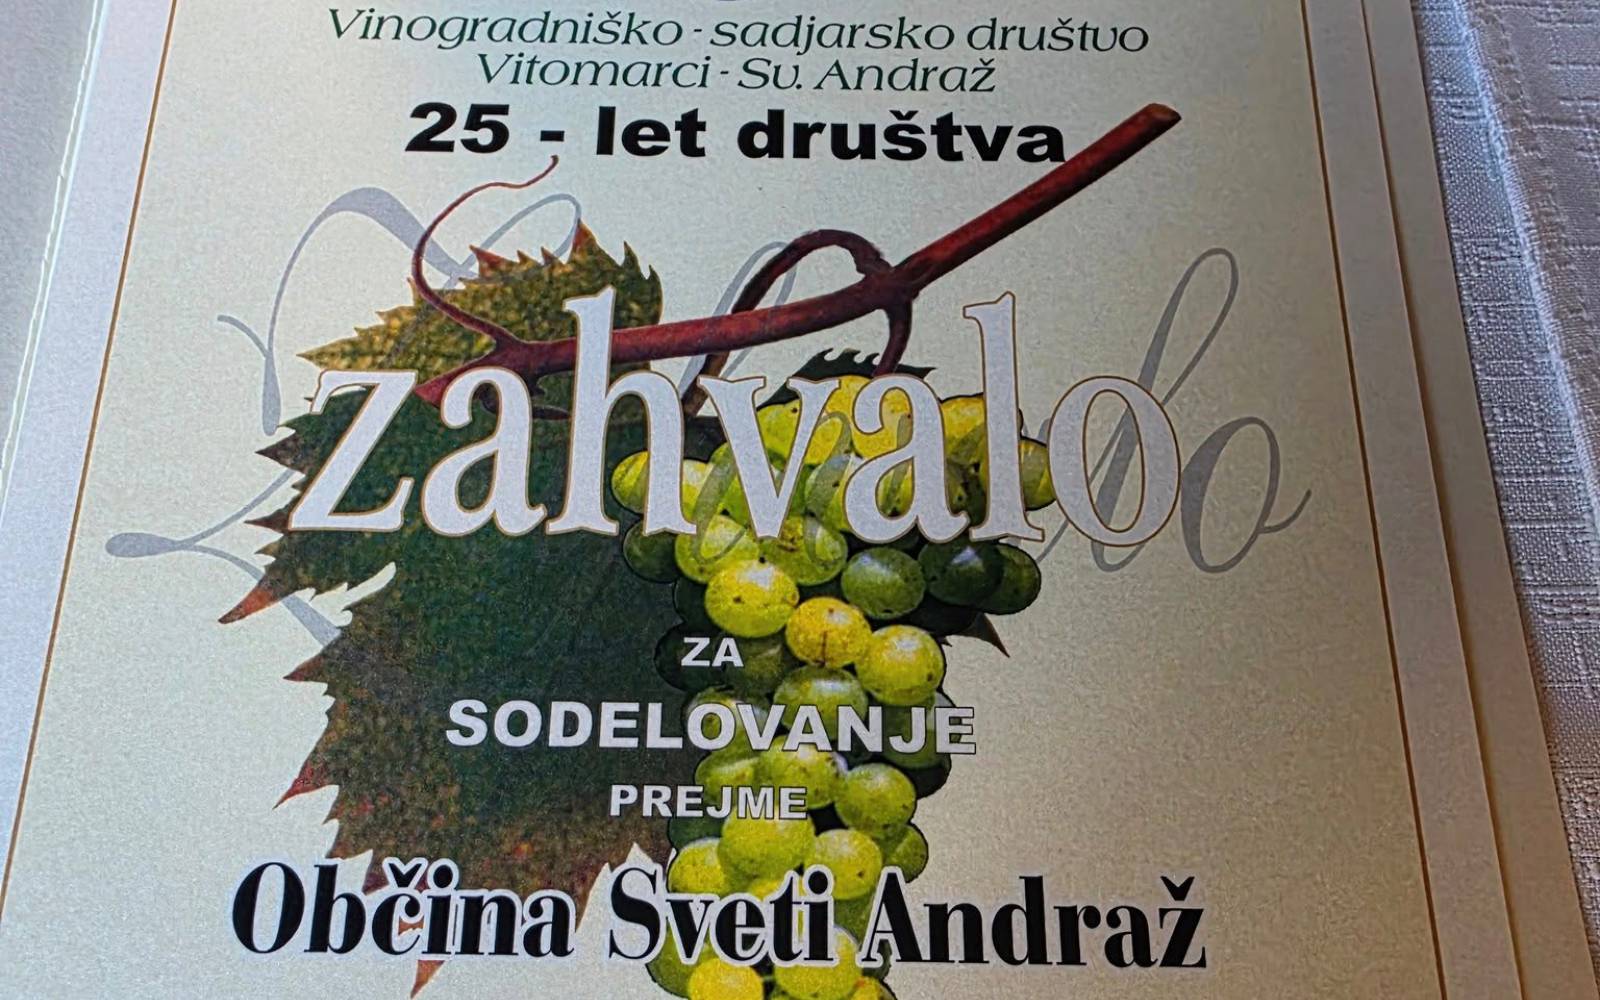 Vinogradniško - sadjarsko društvo
Vitomarci - Sv. Andraž
25 - let društva
zahvalo
ZA
SODELOVANJE
PREJME
Občina Sveti Andraž